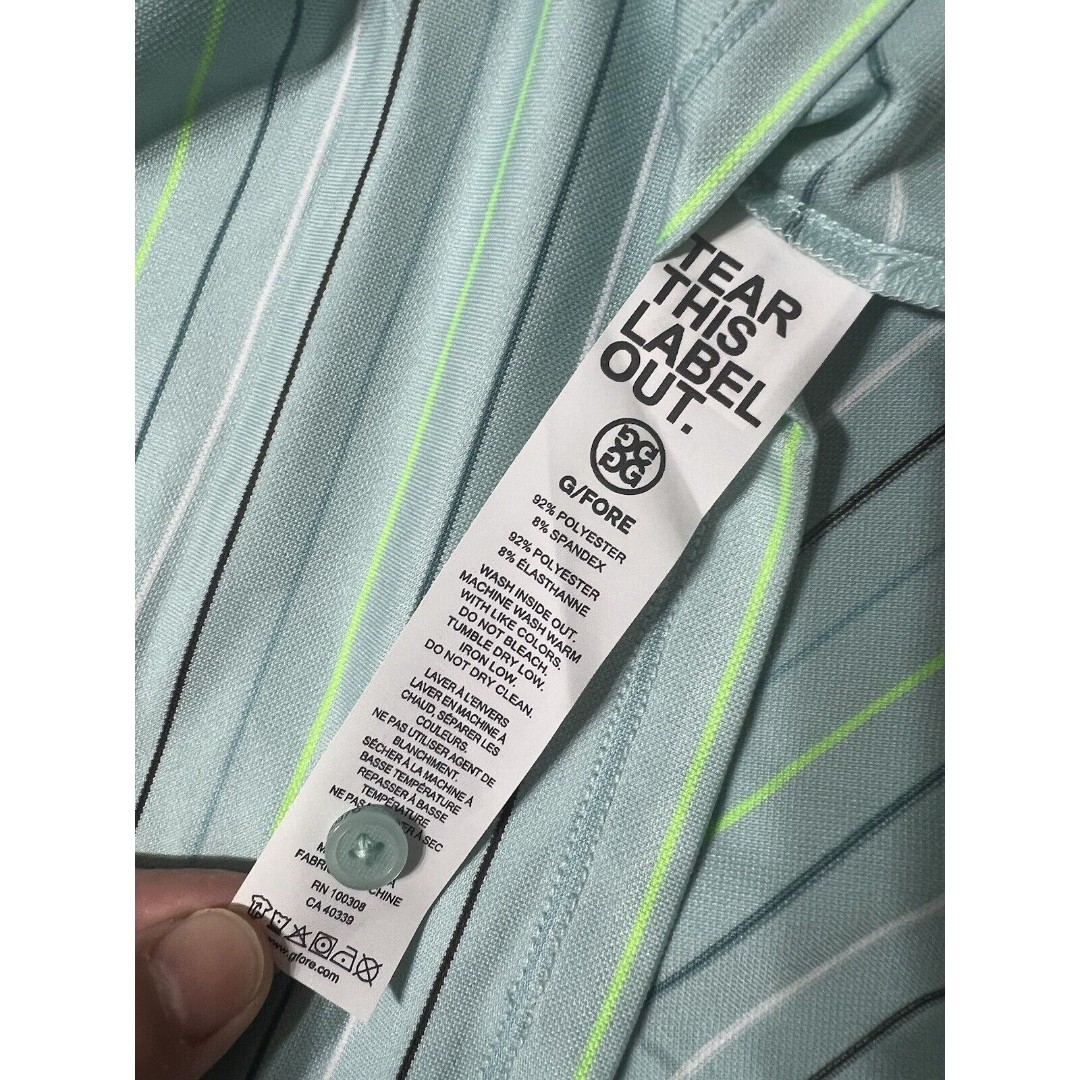 TEAR
THIS
LABEL
OUT.
G/FORE
92% POLYESTER
8% SPANDEX
92% POLYESTER
8% ÉLASTHANNE
WASH INSIDE OUT.
MACHINE WASH WARM
WITH LIKE COLORS.
DO NOT BLEACH.
TUMBLE DRY LOW.
IRON LOW.
DO NOT DRY CLEAN.
LAVER À L'ENVERS
LAVER EN MACHINE À
CHAUD, SÉPARER LES
COULEURS.
NE PAS UTILISER AGENT DE
BLANCHIMENT.
SÉCHER À LA MACHINE À
BASSE TEMPÉRATURE
REPASSER À BASSE
TEMPÉRATURE
NE PAS À SEC
RN 100308
CA 40339
www.gfore.com